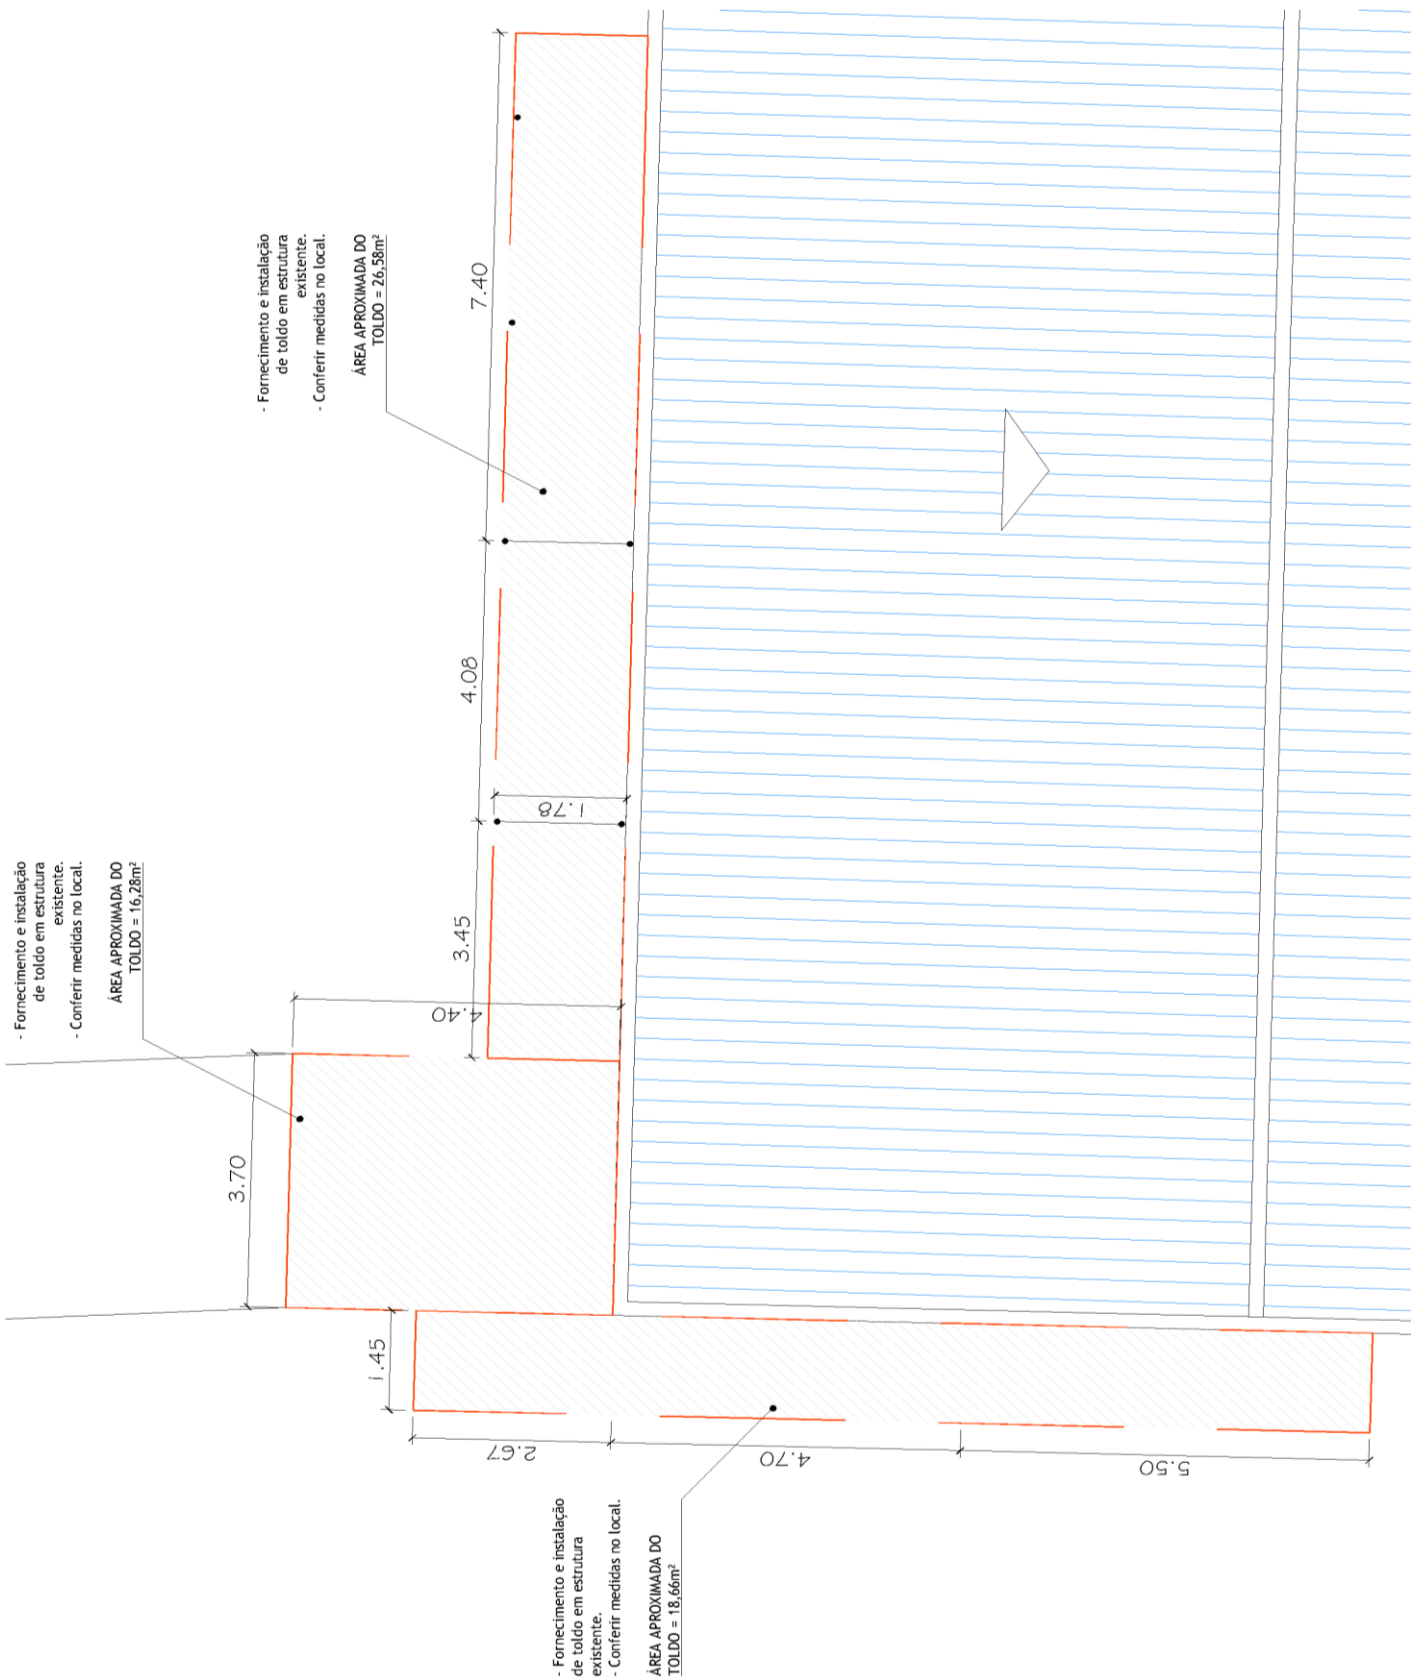 - Fornecimento e instalação
de toldo em estrutura
existente.
- Conferir medidas no local.
ÁREA APROXIMADA DO
TOLDO = 16,28m²
- Fornecimento e instalação
de toldo em estrutura
existente.
- Conferir medidas no local.
ÁREA APROXIMADA DO
TOLDO = 26,58m²
7.40
4.08
1.78
3.45
4.40
3.70
1.45
2.67
4.70
5.50
- Fornecimento e instalação
de toldo em estrutura
existente.
- Conferir medidas no local.
ÁREA APROXIMADA DO
TOLDO = 18,66m²